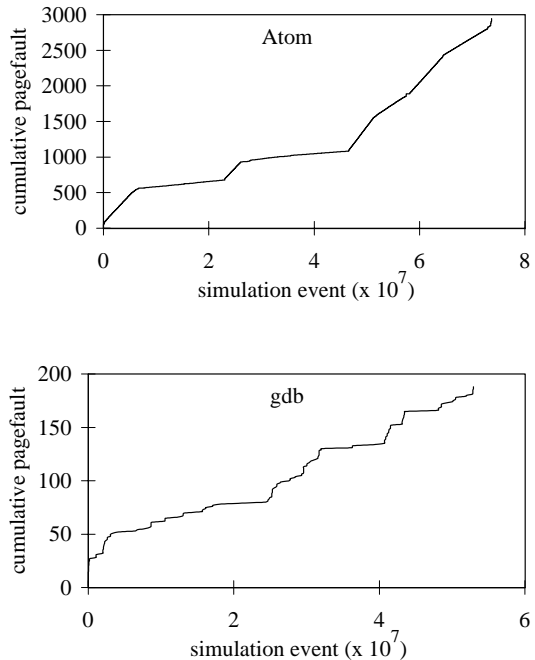 3000
Atom
2500
2000
1500
1000
500
0
cumulative pagefault
0 2 4 6 8
simulation event (x 10^7)
200
gdb
150
100
50
0
cumulative pagefault
0 2 4 6
simulation event (x 10^7)